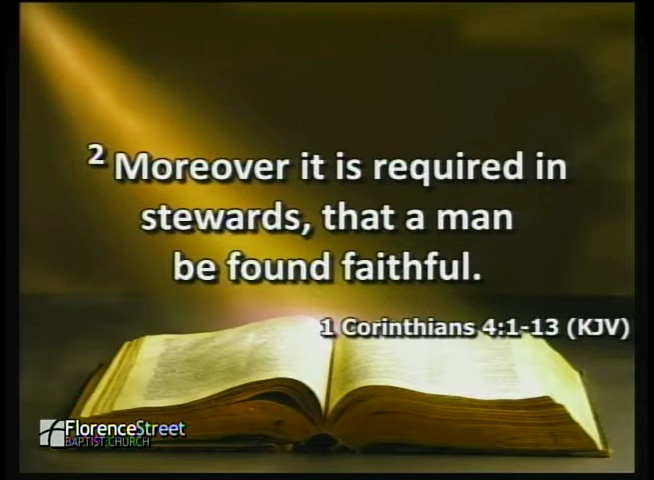 2 Moreover it is required in
stewards, that a man
be found faithful.
1 Corinthians 4:1-13 (KJV)
FlorenceStreet
BAPTIST CHURCH